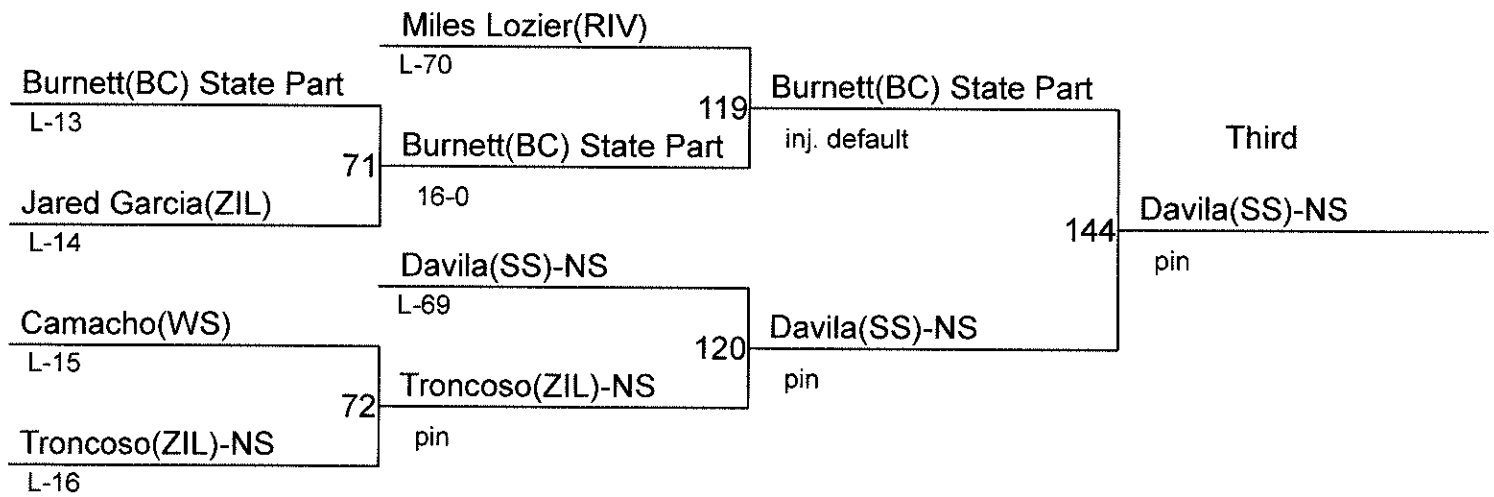 Miles Lozier(RIV)
L-70
Burnett(BC) State Part
L-13
119
Burnett(BC) State Part
inj. default
Third
71
Burnett(BC) State Part
16-0
Jared Garcia(ZIL)
L-14
144
Davila(SS)-NS
pin
Davila(SS)-NS
L-69
Camacho(WS)
L-15
120
Davila(SS)-NS
pin
72
Troncoso(ZIL)-NS
pin
Troncoso(ZIL)-NS
L-16